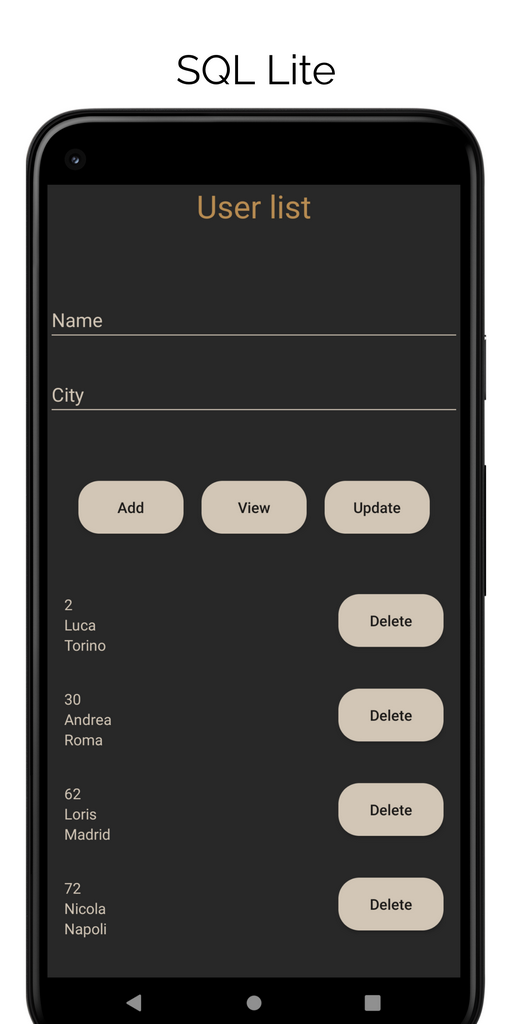 SQL Lite
User list
Name
City
Add View Update
2
Luca
Torino
Delete
30
Andrea
Roma
Delete
62
Loris
Madrid
Delete
72
Nicola
Napoli
Delete